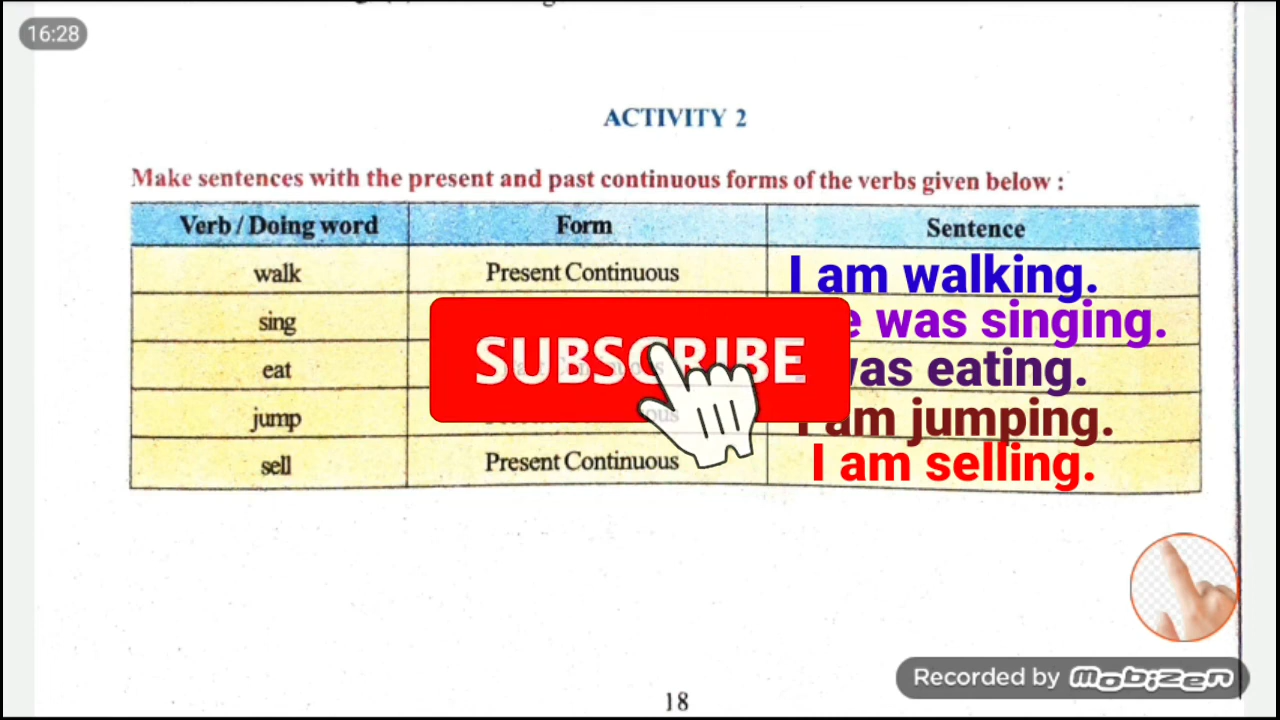 16:28
ACTIVITY 2
Make sentences with the present and past continuous forms of the verbs given below :
Verb / Doing word Form Sentence
walk Present Continuous I am walking.
sing was singing.
eat was eating.
jump I am jumping.
sell Present Continuous I am selling.
SUBSCRIBE
Recorded by mobizen
18